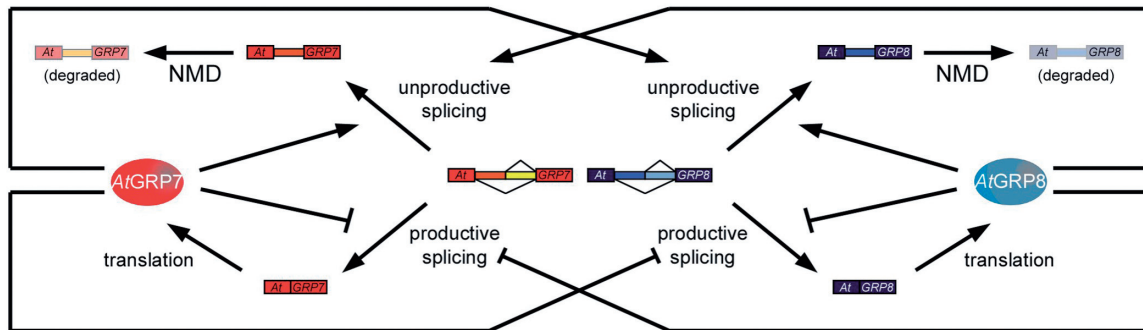 At GRP7
(degraded)
NMD
At GRP7
unproductive
splicing
unproductive
splicing
At GRP8
NMD
At GRP8
(degraded)
AtGRP7
At GRP7
At GRP8
AtGRP8
translation
productive
splicing
productive
splicing
translation
At GRP7
At GRP8